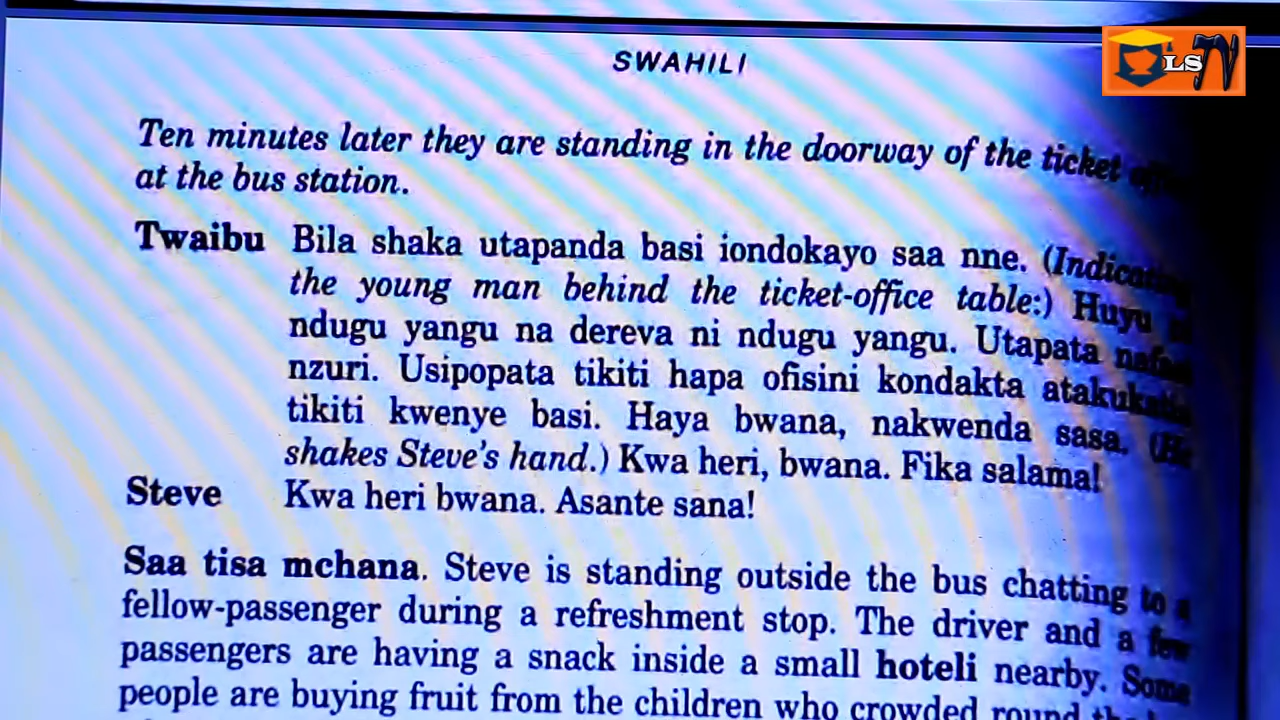 SWAHILI
LS
Ten minutes later they are standing in the doorway of the ticket
at the bus station.
Twaibu Bila shaka utapanda basi iondokayo saa nne. (Indicating
the young man behind the ticket-office table:) Huyu
ndugu yangu na dereva ni ndugu yangu. Utapata nafasi
nzuri. Usipopata tikiti hapa ofisini kondakta
tikiti kwenye basi. Haya bwana, nakwenda sasa. (He
shakes Steve's hand.) Kwa heri, bwana. Fika salama!
Steve Kwa heri bwana. Asante sana!
Saa tisa mchana. Steve is standing outside the bus chatting to a
fellow-passenger during a refreshment stop. The driver and a few
passengers are having a snack inside a small hoteli nearby. Some
people are buying fruit from the children who crowded round